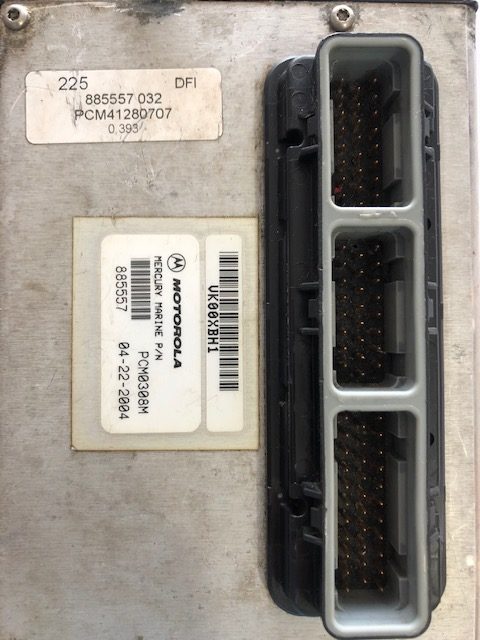 225 DFI
885557 032
PCM41280707
0,393
VK00XBH1
MOTOROLA
PCM0308M
MERCURY MARINE P/N
04-22-2004
885557